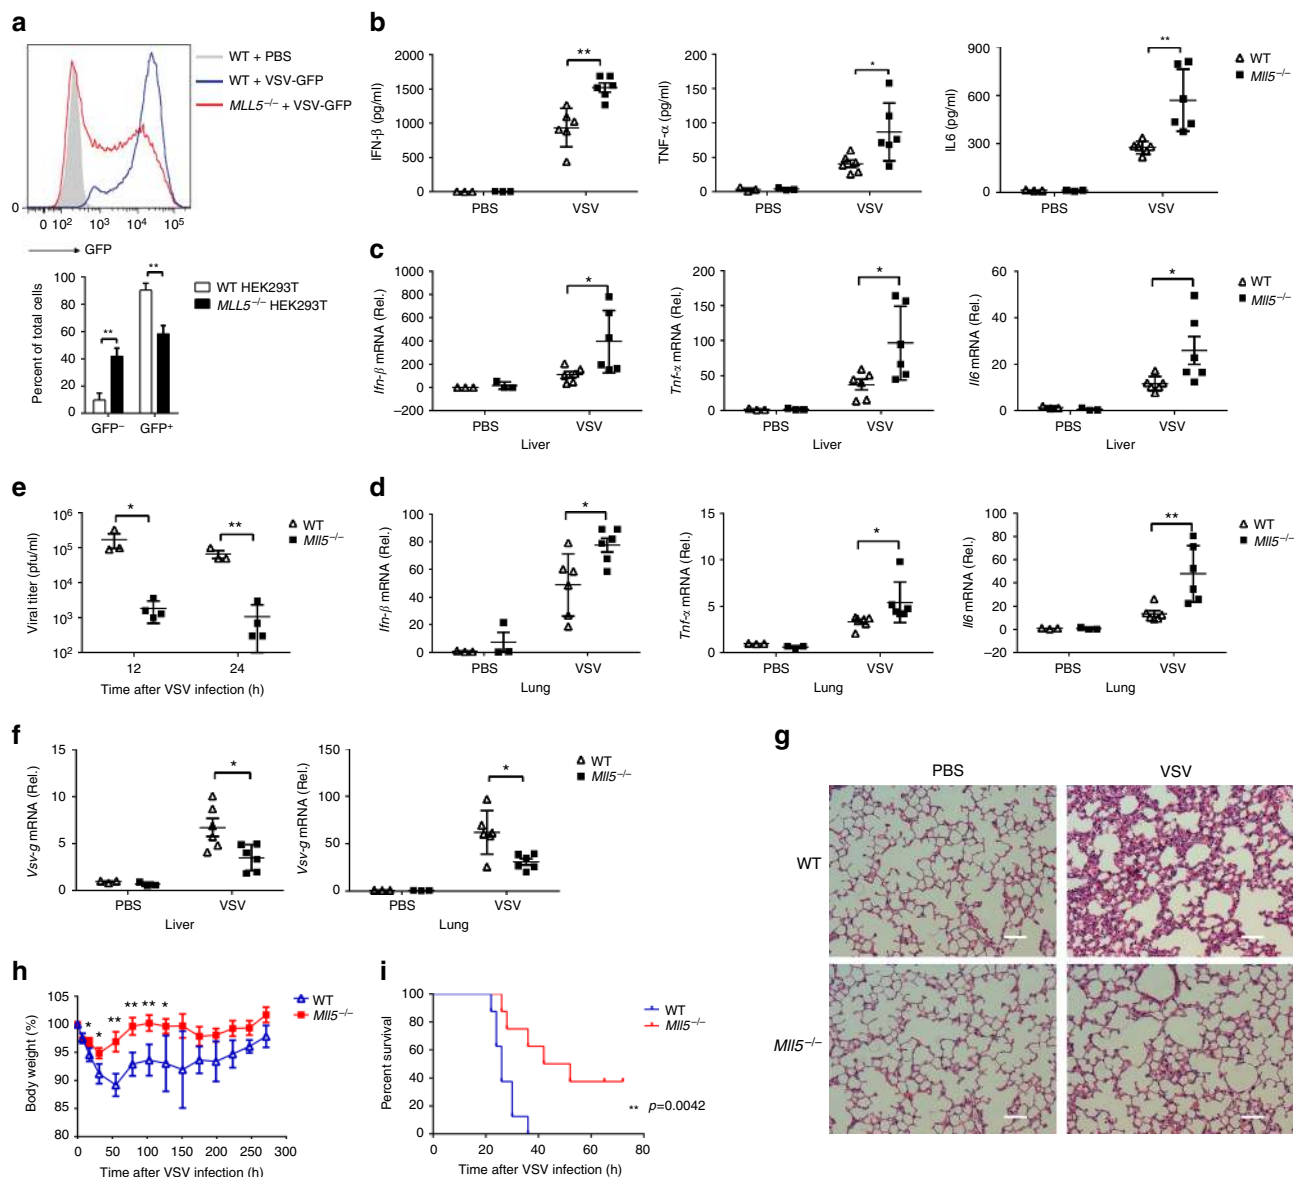 a
WT + PBS
WT + VSV-GFP
MLL5–/– + VSV-GFP
0
0 10² 10³ 10⁴ 10⁵
GFP
Percent of total cells
100
80
60
40
20
0
**
**
GFP– GFP+
WT HEK293T
MLL5–/– HEK293T
b
IFN-β (pg/ml)
2000
1500
1000
500
0
**
PBS VSV
TNF-α (pg/ml)
200
150
100
50
0
*
PBS VSV
IL6 (pg/ml)
900
600
300
0
**
PBS VSV
WT
Mll5–/–
c
Ifn-β mRNA (Rel.)
1000
800
600
400
200
0
–200
*
PBS VSV
Tnf-α mRNA (Rel.)
200
150
100
50
0
*
PBS VSV
Liver
Il6 mRNA (Rel.)
60
40
20
0
*
PBS VSV
Liver
WT
Mll5–/–
Liver
e
Viral titer (pfu/ml)
10⁶
10⁵
10⁴
10³
10²
*
**
12 24
Time after VSV infection (h)
WT
Mll5–/–
d
Ifn-β mRNA (Rel.)
100
80
60
40
20
0
*
PBS VSV
Lung
Tnf-α mRNA (Rel.)
15
10
5
0
*
PBS VSV
Lung
Il6 mRNA (Rel.)
100
80
60
40
20
0
–20
**
PBS VSV
Lung
WT
Mll5–/–
f
Vsv-g mRNA (Rel.)
15
10
5
0
*
PBS VSV
Liver
Vsv-g mRNA (Rel.)
150
100
50
0
*
PBS VSV
Lung
WT
Mll5–/–
g
PBS VSV
WT
Mll5–/–
h
Body weight (%)
105
100
95
90
85
80
* * ** ** ** *
0 50 100 150 200 250 300
Time after VSV infection (h)
WT
Mll5–/–
i
Percent survival
100
80
60
40
20
0
0 20 40 60 80
Time after VSV infection (h)
WT
Mll5–/–
** p=0.0042